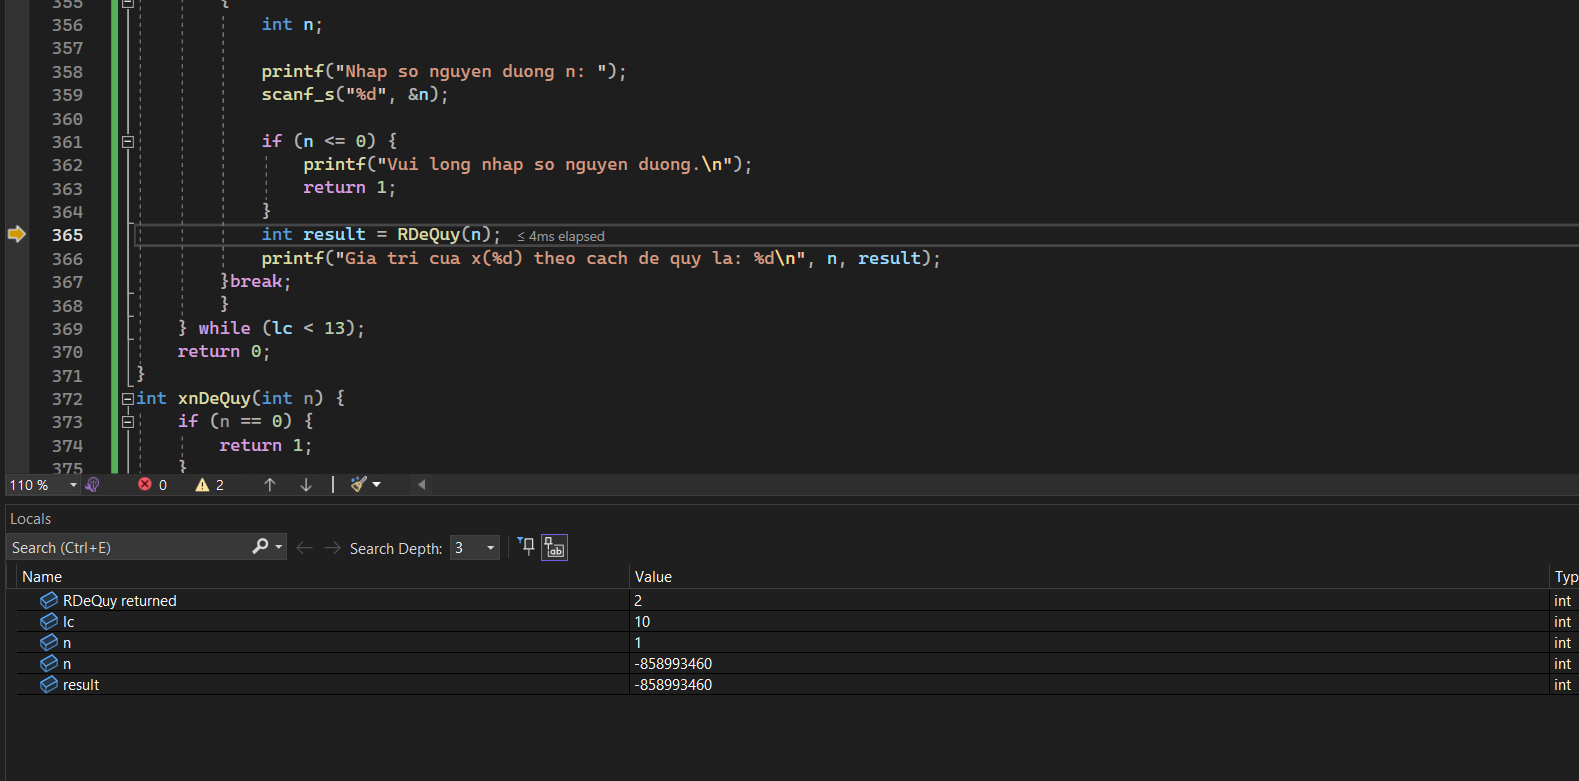 355 {
356 int n;
357
358 printf("Nhap so nguyen duong n: ");
359 scanf_s("%d", &n);
360
361 if (n <= 0) {
362 printf("Vui long nhap so nguyen duong.\n");
363 return 1;
364 }
365 int result = RDeQuy(n); ≤ 4ms elapsed
366 printf("Gia tri cua x(%d) theo cach de quy la: %d\n", n, result);
367 }break;
368 }
369 } while (lc < 13);
370 return 0;
371 }
372 int xnDeQuy(int n) {
373 if (n == 0) {
374 return 1;
375 }
110 % 0 2
Locals
Search (Ctrl+E) Search Depth: 3
Name Value Typ
RDeQuy returned 2 int
lc 10 int
n 1 int
n -858993460 int
result -858993460 int